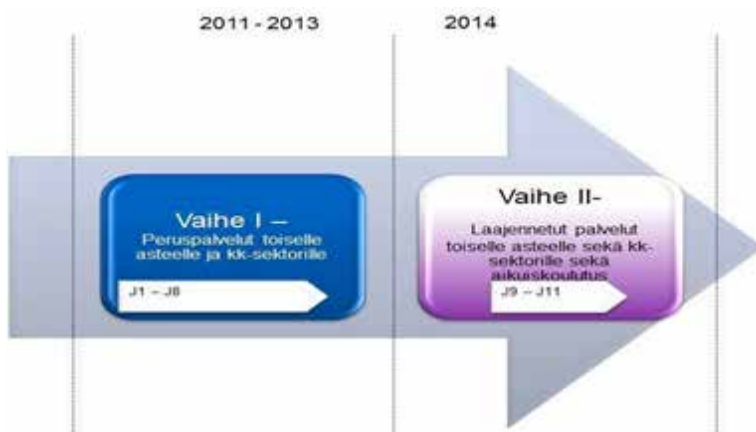 2011 - 2013
2014
Vaihe I –
Peruspalvelut toiselle
asteelle ja kk-sektorille
J1 – J8
Vaihe II-
Laajennetut palvelut
toiselle asteelle sekä kk-
sektorille sekä
aikuiskoulutus
J9 – J11